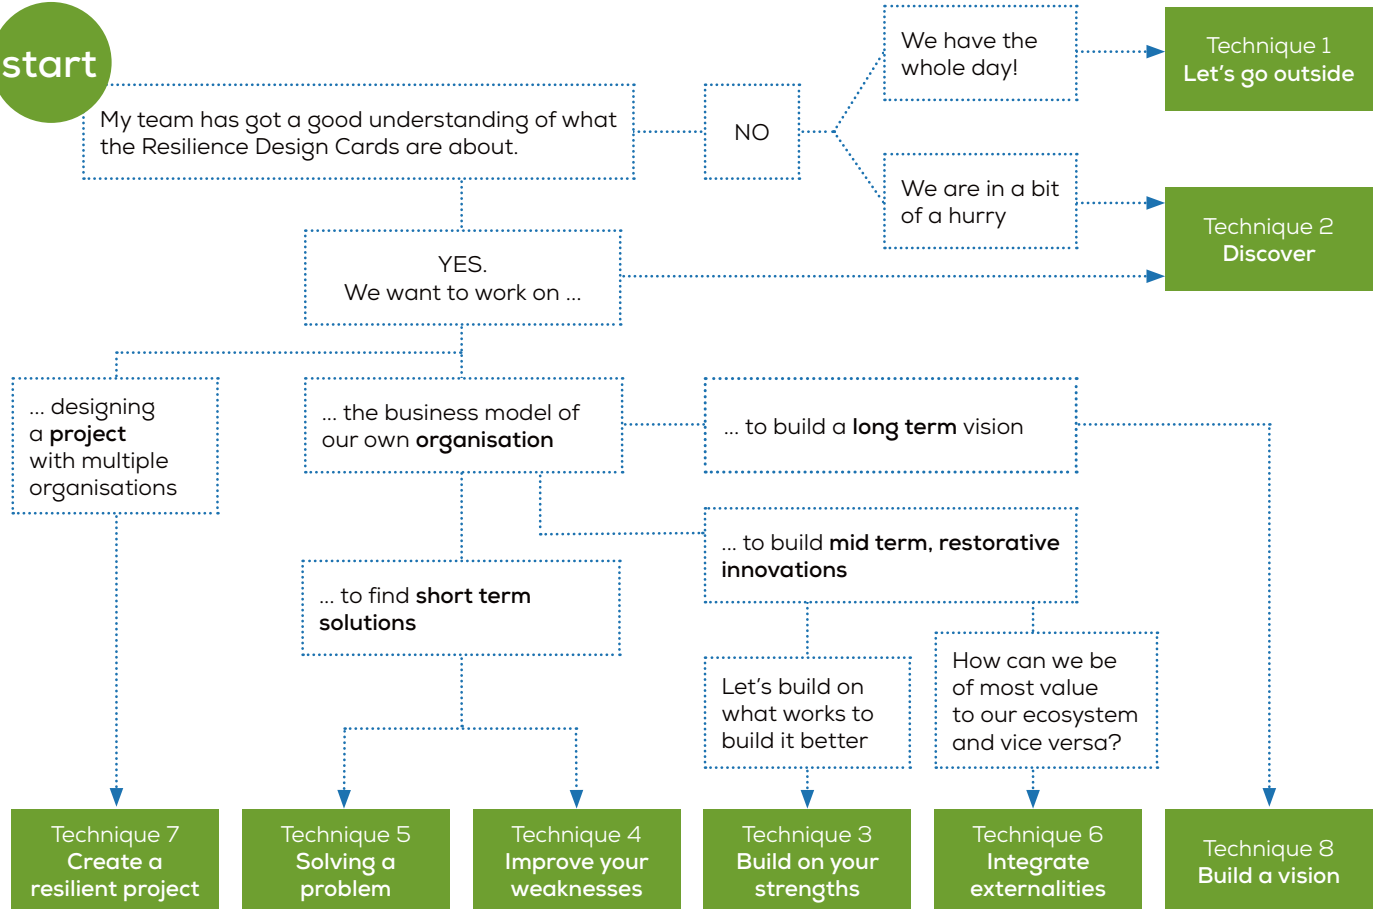 start
My team has got a good understanding of what
the Resilience Design Cards are about.
NO
We have the
whole day!
Technique 1
Let's go outside
We are in a bit
of a hurry
Technique 2
Discover
YES.
We want to work on ...
... designing
a project
with multiple
organisations
... the business model of
our own organisation
... to build a long term vision
... to build mid term, restorative
innovations
... to find short term
solutions
Let's build on
what works to
build it better
How can we be
of most value
to our ecosystem
and vice versa?
Technique 7
Create a
resilient project
Technique 5
Solving a
problem
Technique 4
Improve your
weaknesses
Technique 3
Build on your
strengths
Technique 6
Integrate
externalities
Technique 8
Build a vision